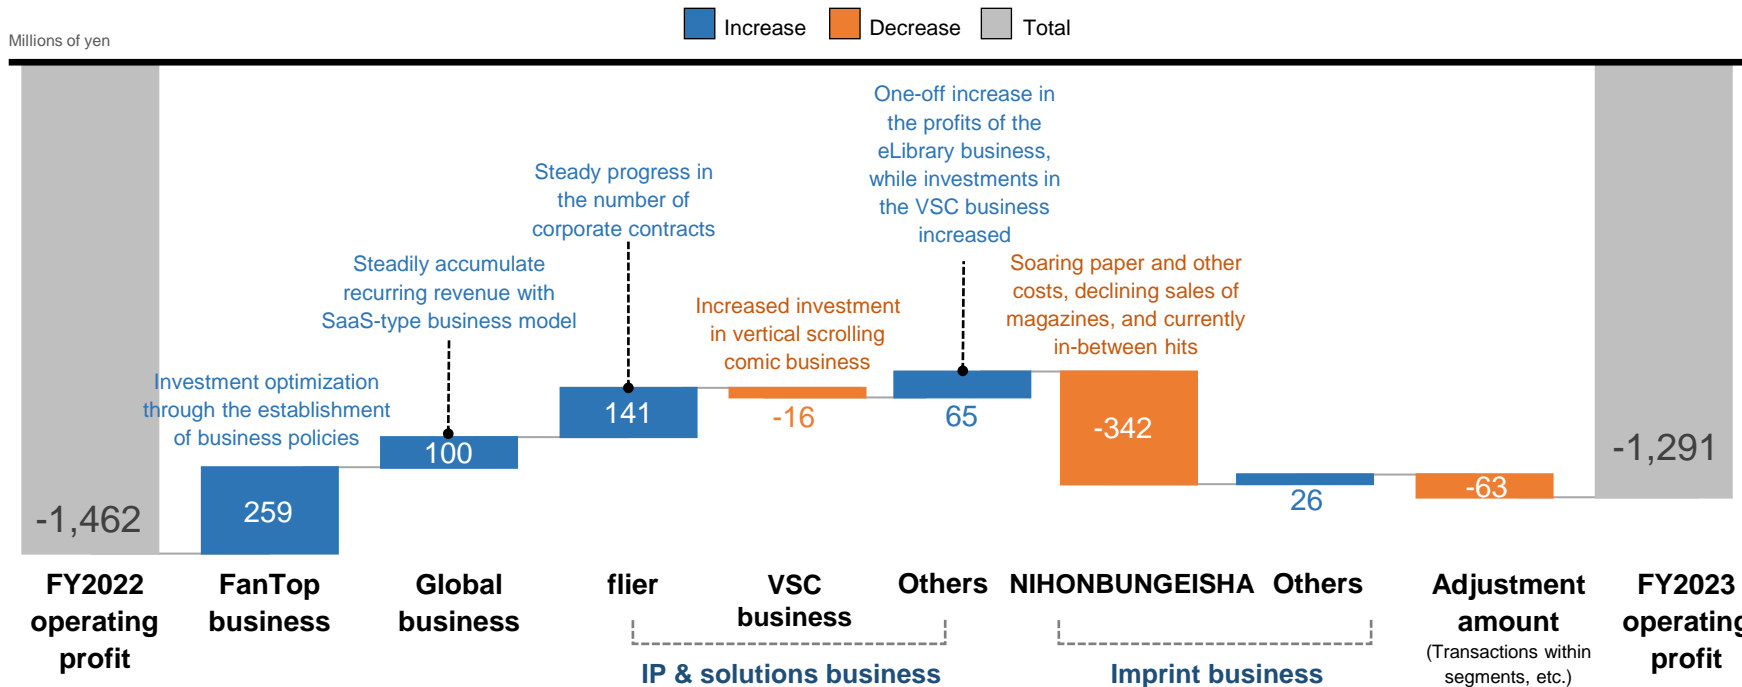 Increase
Decrease
Total
Millions of yen
One-off increase in
the profits of the
eLibrary business,
while investments in
the VSC business
increased
Steady progress in
the number of
corporate contracts
Steadily accumulate
recurring revenue with
SaaS-type business model
Soaring paper and other
costs, declining sales of
magazines, and currently
in-between hits
Increased investment
in vertical scrolling
comic business
Investment optimization
through the establishment
of business policies
-1,462
259
100
141
-16
65
-342
26
-63
-1,291
FY2022
operating
profit
FanTop
business
Global
business
flier
VSC
business
Others
NIHONBUNGEISHA
Others
Adjustment
amount
(Transactions within
segments, etc.)
FY2023
operating
profit
IP & solutions business
Imprint business